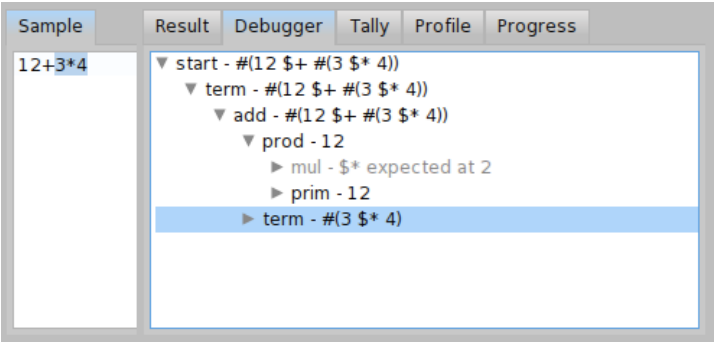 Sample Result Debugger Tally Profile Progress
12+3*4
start - #(12 $+ #(3 $* 4))
term - #(12 $+ #(3 $* 4))
add - #(12 $+ #(3 $* 4))
prod - 12
mul - $* expected at 2
prim - 12
term - #(3 $* 4)